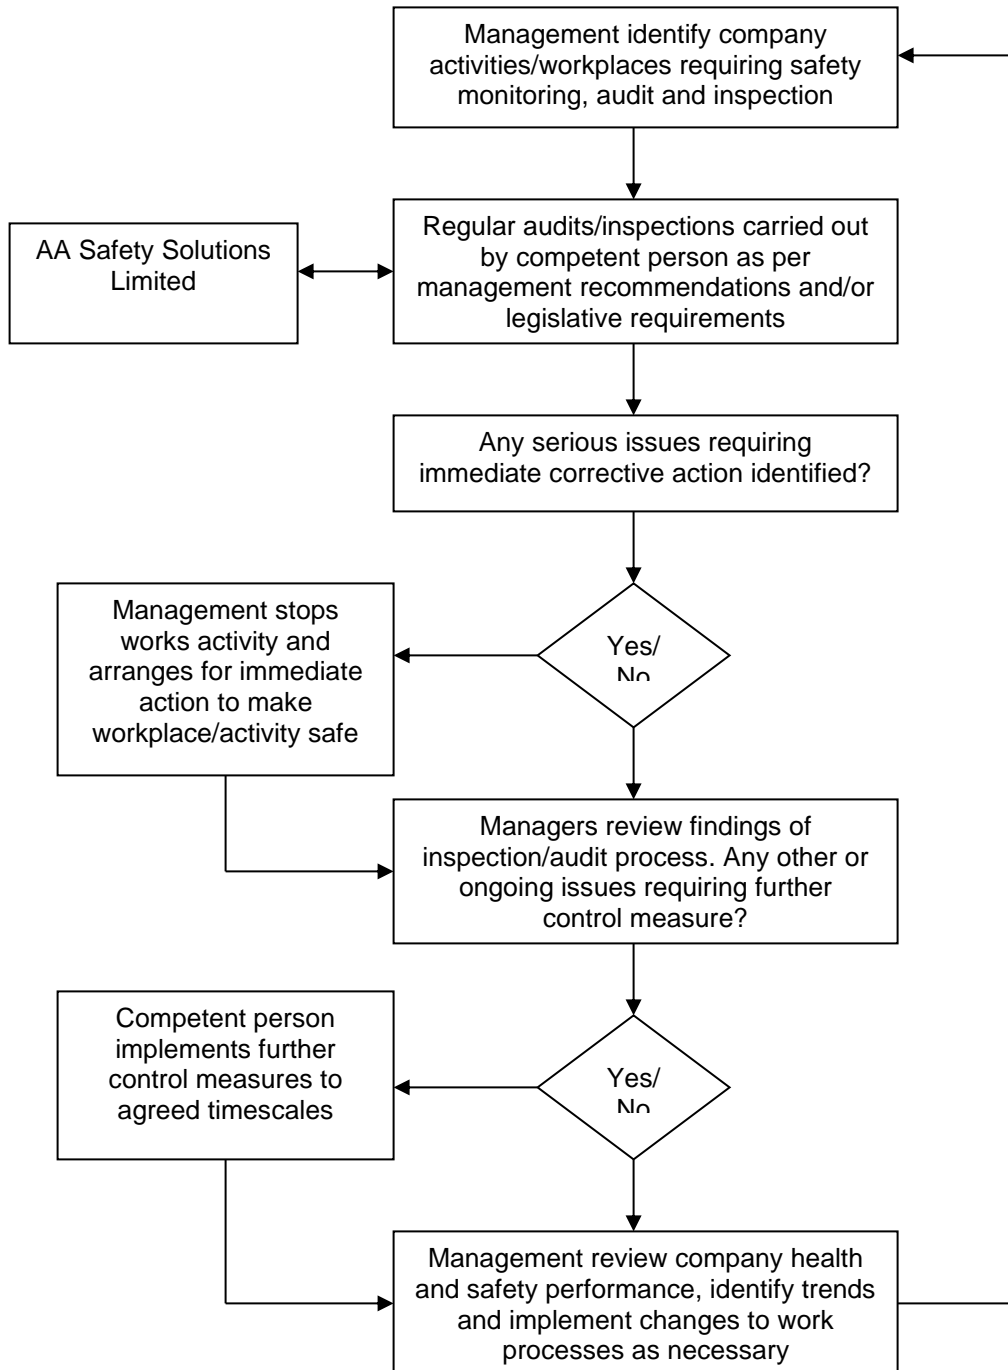 Management identify company
activities/workplaces requiring safety
monitoring, audit and inspection
AA Safety Solutions
Limited
Regular audits/inspections carried out
by competent person as per
management recommendations and/or
legislative requirements
Any serious issues requiring
immediate corrective action identified?
Management stops
works activity and
arranges for immediate
action to make
workplace/activity safe
Yes/
No
Managers review findings of
inspection/audit process. Any other or
ongoing issues requiring further
control measure?
Competent person
implements further
control measures to
agreed timescales
Yes/
No
Management review company health
and safety performance, identify trends
and implement changes to work
processes as necessary